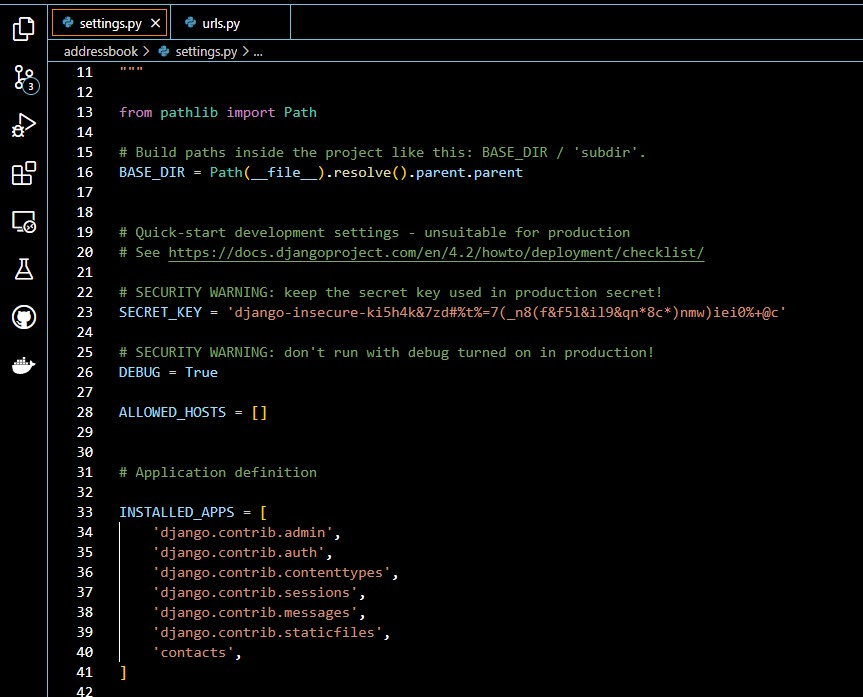 settings.py urls.py
addressbook > settings.py > ...
3
11 """
12
13 from pathlib import Path
14
15 # Build paths inside the project like this: BASE_DIR / 'subdir'.
16 BASE_DIR = Path(__file__).resolve().parent.parent
17
18
19 # Quick-start development settings - unsuitable for production
20 # See https://docs.djangoproject.com/en/4.2/howto/deployment/checklist/
21
22 # SECURITY WARNING: keep the secret key used in production secret!
23 SECRET_KEY = 'django-insecure-ki5h4k&7zd#%t%=7(_n8(f&f5l&il9&qn*8c*)nmw)iei0%+@c'
24
25 # SECURITY WARNING: don't run with debug turned on in production!
26 DEBUG = True
27
28 ALLOWED_HOSTS = []
29
30
31 # Application definition
32
33 INSTALLED_APPS = [
34     'django.contrib.admin',
35     'django.contrib.auth',
36     'django.contrib.contenttypes',
37     'django.contrib.sessions',
38     'django.contrib.messages',
39     'django.contrib.staticfiles',
40     'contacts',
41 ]
42